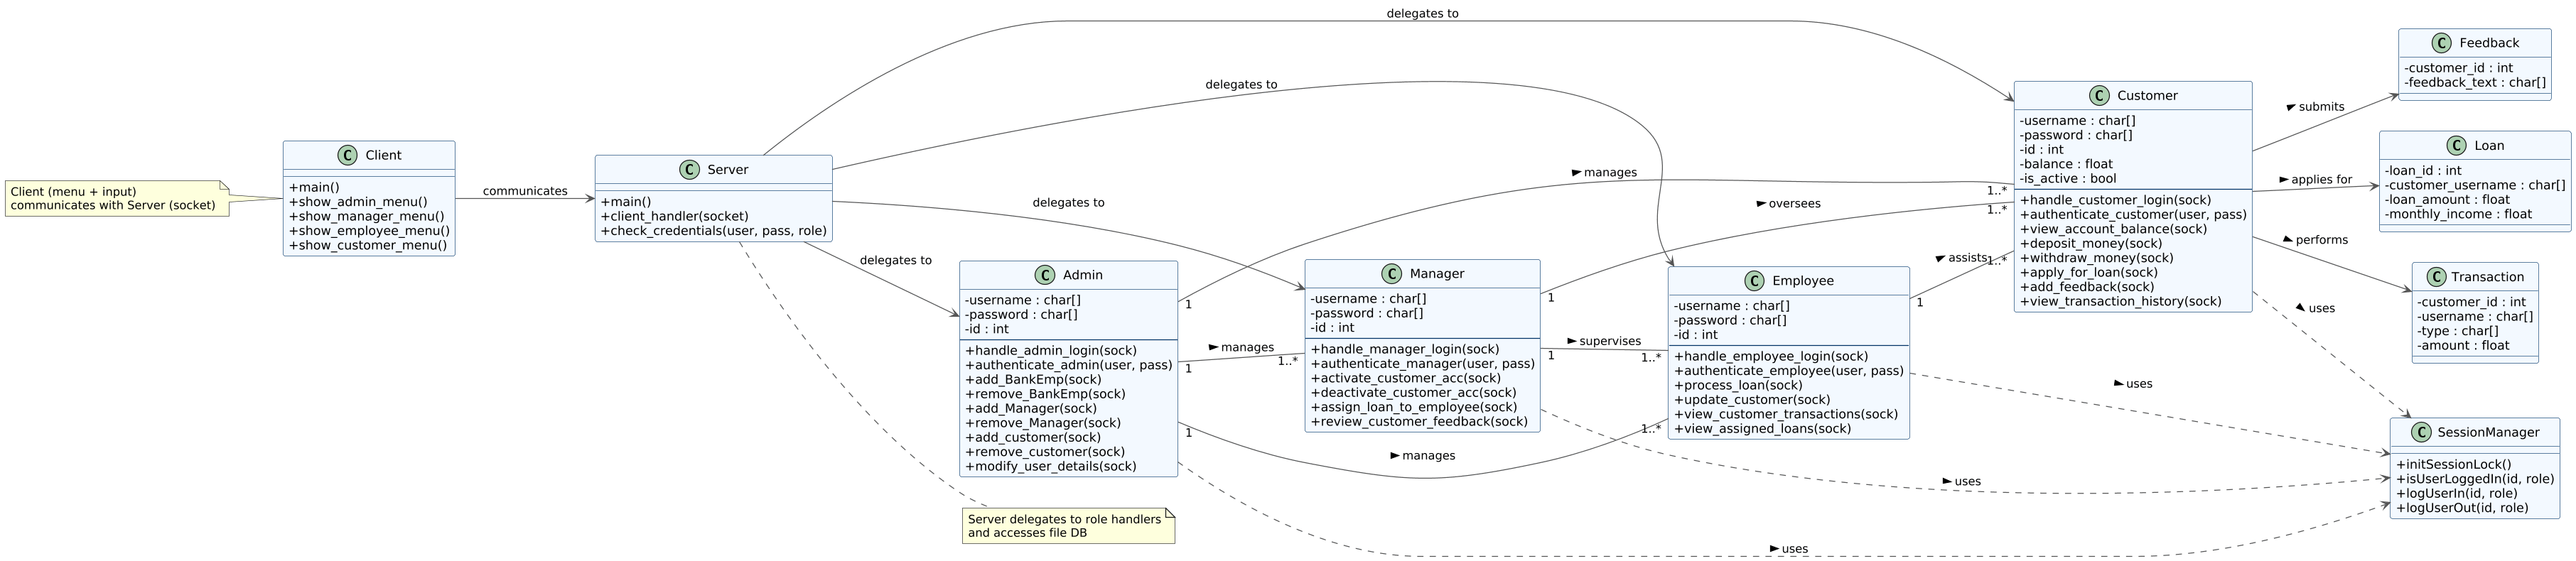 Client (menu + input)
communicates with Server (socket)
C Client
+main()
+show_admin_menu()
+show_manager_menu()
+show_employee_menu()
+show_customer_menu()
communicates
C Server
+main()
+client_handler(socket)
+check_credentials(user, pass, role)
delegates to
delegates to
delegates to
delegates to
Server delegates to role handlers
and accesses file DB
C Admin
-username : char[]
-password : char[]
-id : int
+handle_admin_login(sock)
+authenticate_admin(user, pass)
+add_BankEmp(sock)
+remove_BankEmp(sock)
+add_Manager(sock)
+remove_Manager(sock)
+add_customer(sock)
+remove_customer(sock)
+modify_user_details(sock)
1
manages
1..*
1
manages
1..*
1
manages
1..*
uses
C Manager
-username : char[]
-password : char[]
-id : int
+handle_manager_login(sock)
+authenticate_manager(user, pass)
+activate_customer_acc(sock)
+deactivate_customer_acc(sock)
+assign_loan_to_employee(sock)
+review_customer_feedback(sock)
1
oversees
1..*
1
supervises
1..*
uses
C Employee
-username : char[]
-password : char[]
-id : int
+handle_employee_login(sock)
+authenticate_employee(user, pass)
+process_loan(sock)
+update_customer(sock)
+view_customer_transactions(sock)
+view_assigned_loans(sock)
1
assists
uses
C Customer
-username : char[]
-password : char[]
-id : int
-balance : float
-is_active : bool
+handle_customer_login(sock)
+authenticate_customer(user, pass)
+view_account_balance(sock)
+deposit_money(sock)
+withdraw_money(sock)
+apply_for_loan(sock)
+add_feedback(sock)
+view_transaction_history(sock)
1..*
submits
applies for
performs
uses
C Feedback
-customer_id : int
-feedback_text : char[]
C Loan
-loan_id : int
-customer_username : char[]
-loan_amount : float
-monthly_income : float
C Transaction
-customer_id : int
-username : char[]
-type : char[]
-amount : float
C SessionManager
+initSessionLock()
+isUserLoggedIn(id, role)
+logUserIn(id, role)
+logUserOut(id, role)